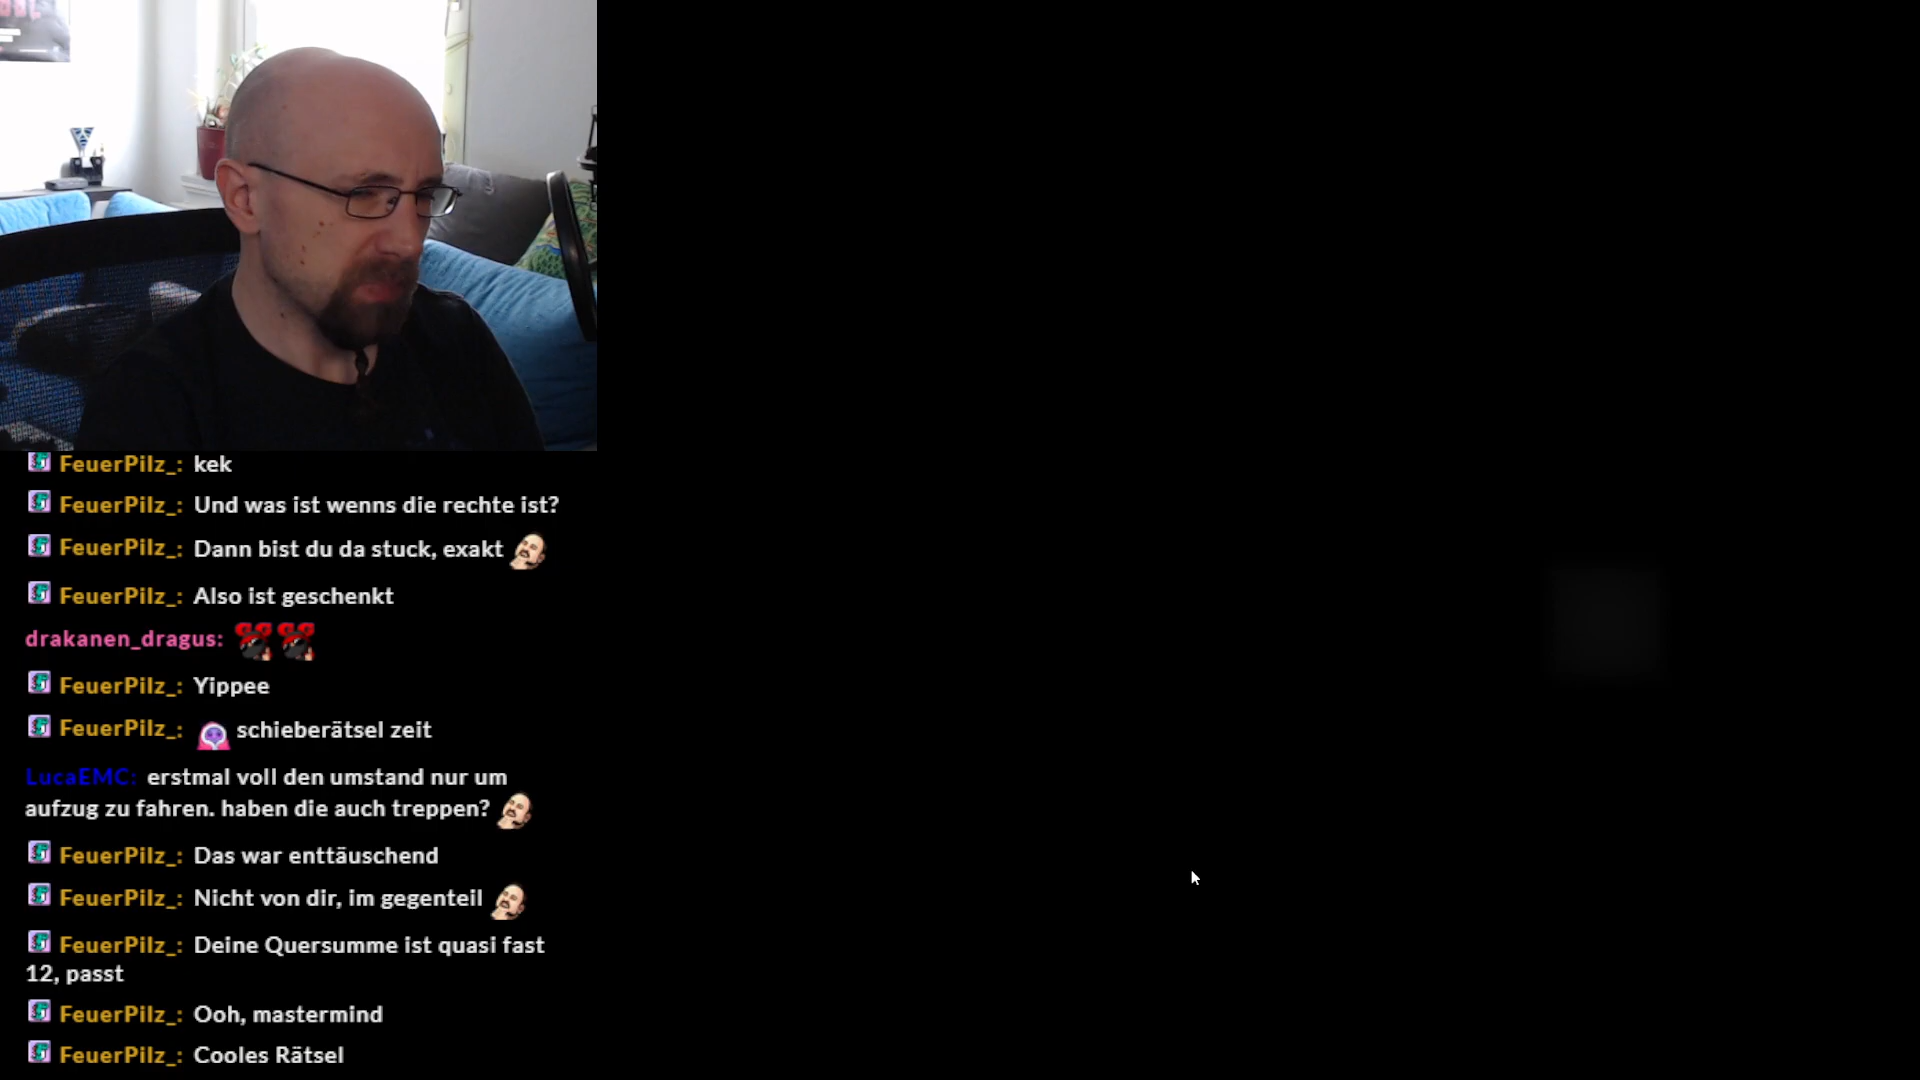 FeuerPilz_: kek
FeuerPilz_: Und was ist wenns die rechte ist?
FeuerPilz_: Dann bist du da stuck, exakt
FeuerPilz_: Also ist geschenkt
drakanen_dragus:
FeuerPilz_: Yippee
FeuerPilz_: schieberätsel zeit
LucaEMC: erstmal voll den umstand nur um
aufzug zu fahren. haben die auch treppen?
FeuerPilz_: Das war enttäuschend
FeuerPilz_: Nicht von dir, im gegenteil
FeuerPilz_: Deine Quersumme ist quasi fast
12, passt
FeuerPilz_: Ooh, mastermind
FeuerPilz_: Cooles Rätsel